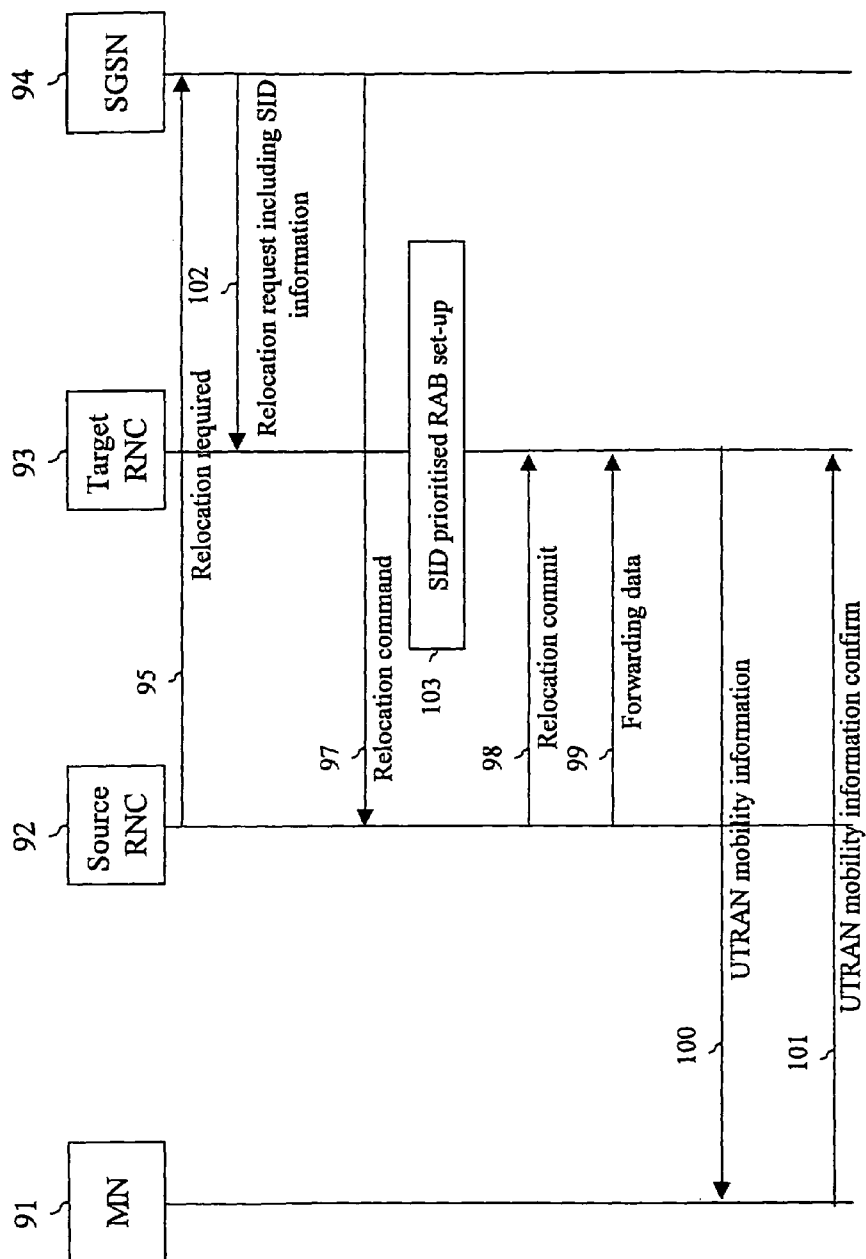 91
MN
92
Source
RNC
93
Target
RNC
94
SGSN
95
Relocation required
102
Relocation request including SID
information
97
Relocation command
103
SID prioritised RAB set-up
98
Relocation commit
99
Forwarding data
100
UTRAN mobility information
101
UTRAN mobility information confirm